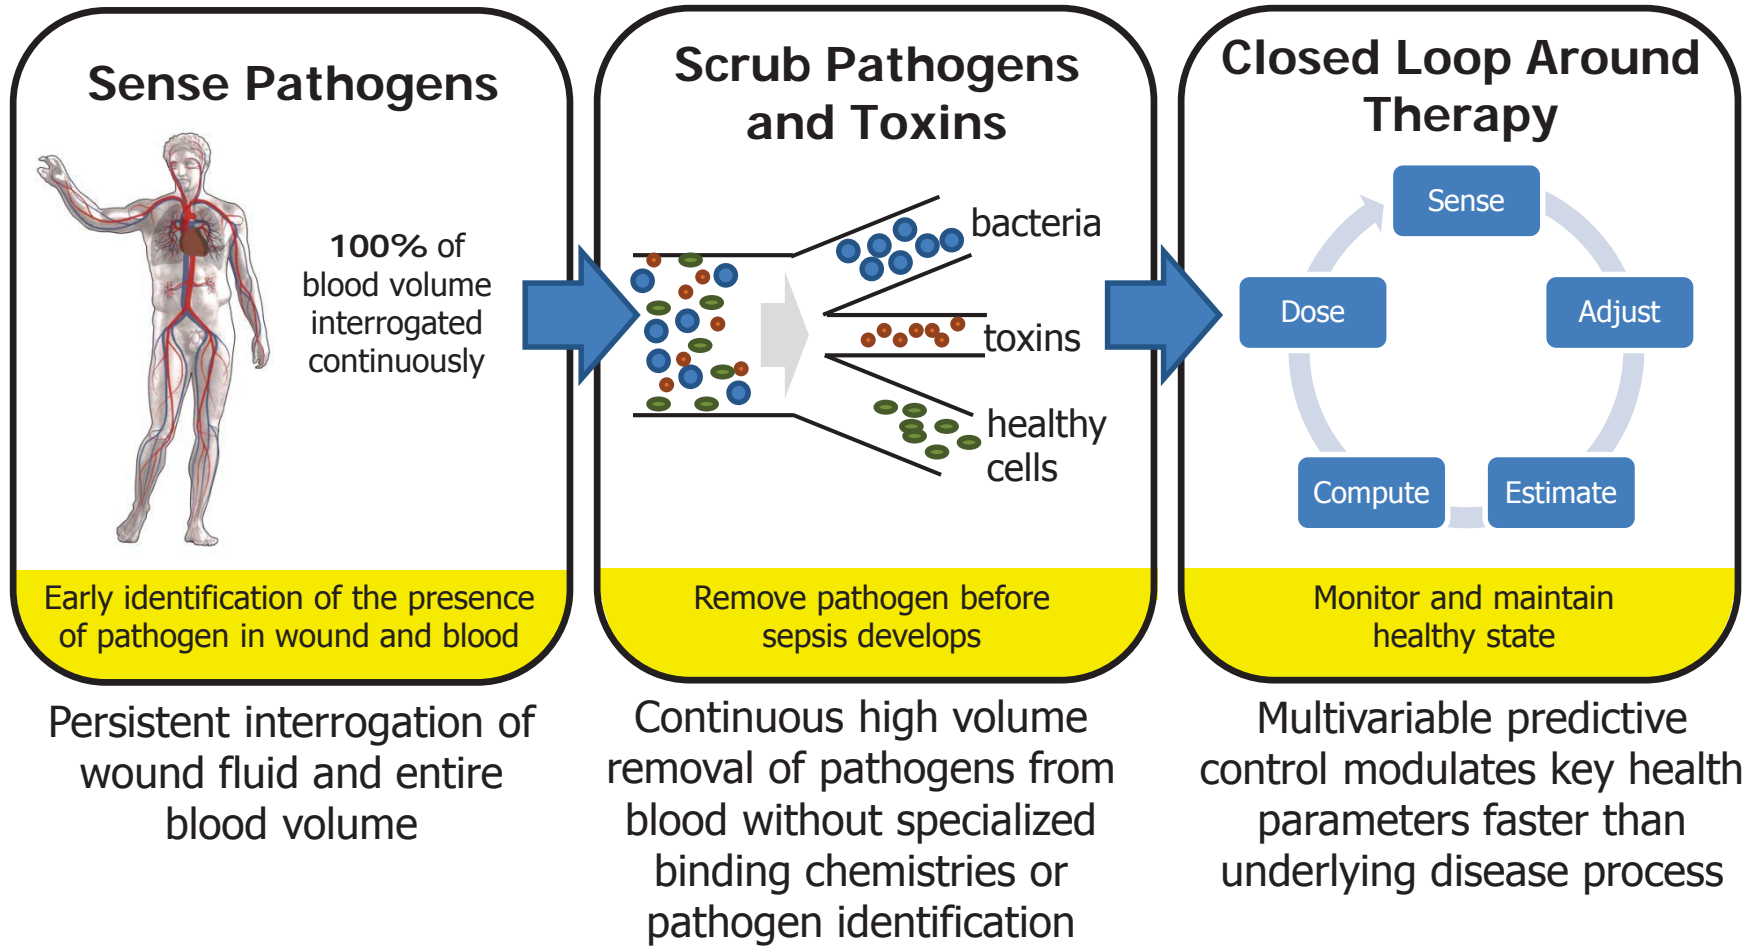 Sense Pathogens
100% of
blood volume
interrogated
continuously
Early identification of the presence
of pathogen in wound and blood
Persistent interrogation of
wound fluid and entire
blood volume
Scrub Pathogens
and Toxins
bacteria
toxins
healthy
cells
Remove pathogen before
sepsis develops
Continuous high volume
removal of pathogens from
blood without specialized
binding chemistries or
pathogen identification
Closed Loop Around
Therapy
Sense
Adjust
Estimate
Compute
Dose
Monitor and maintain
healthy state
Multivariable predictive
control modulates key health
parameters faster than
underlying disease process